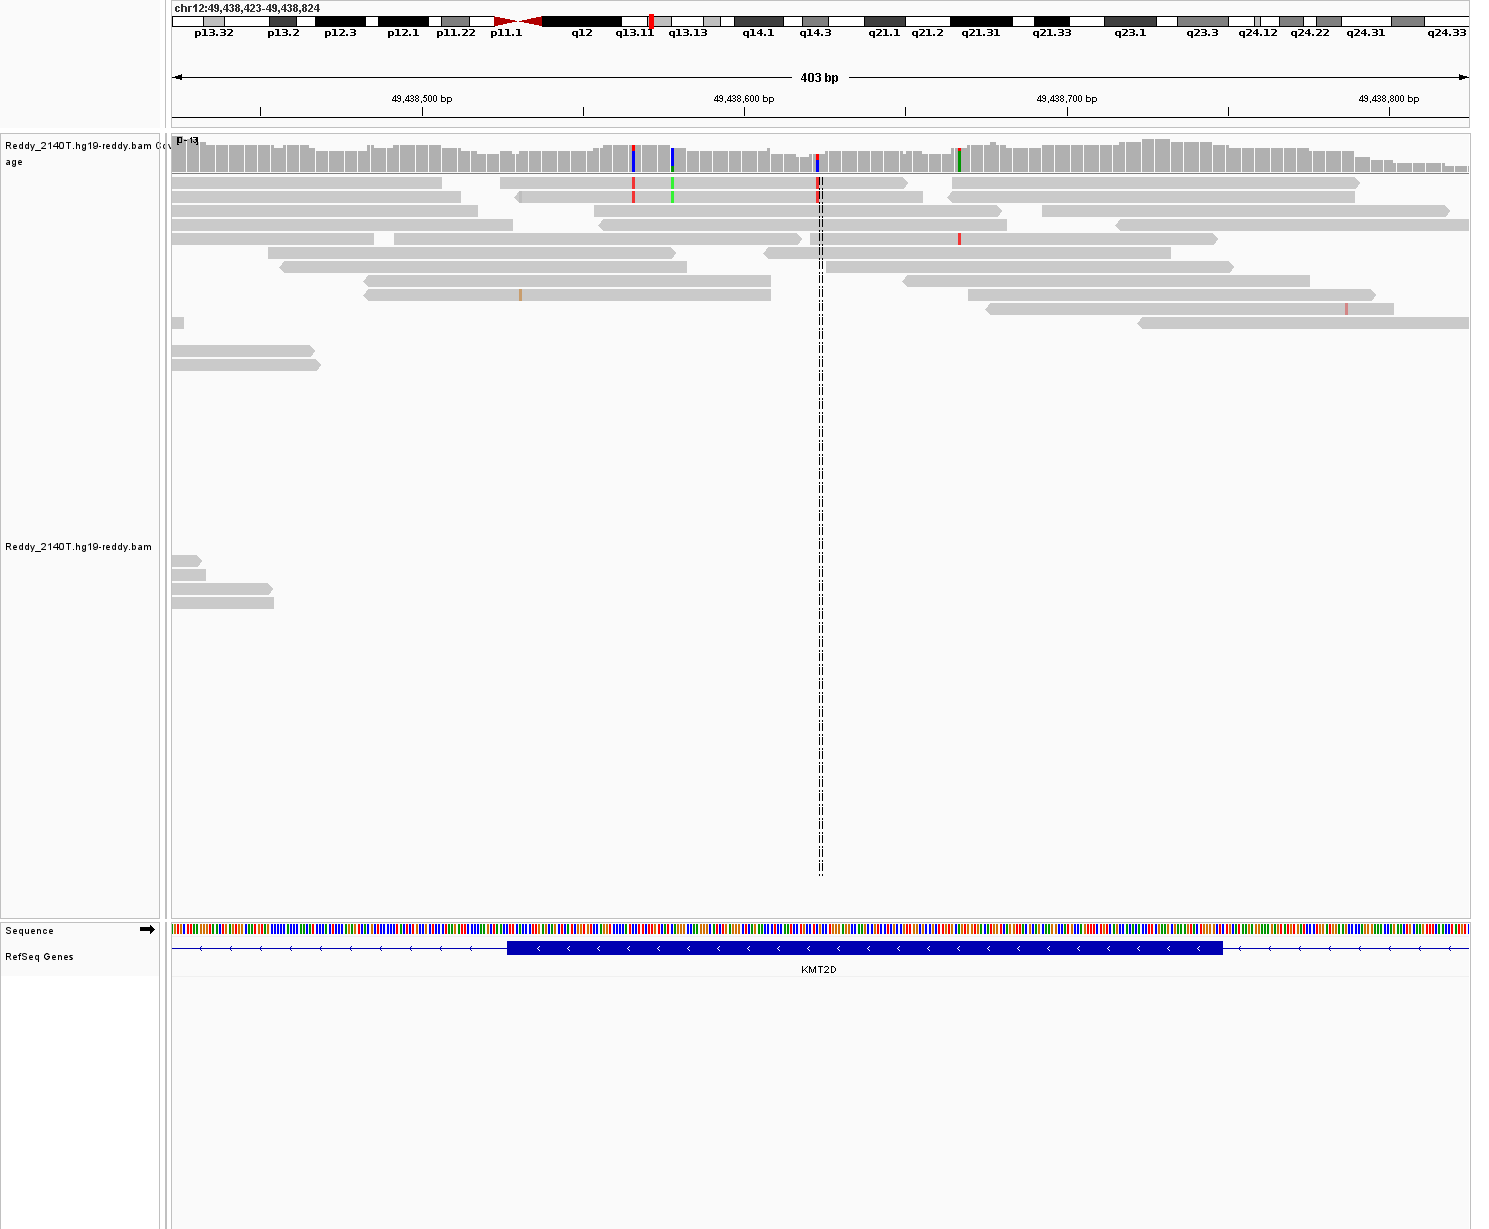 chr12:49,438,423-49,438,824
p13.32 p13.2 p12.3 p12.1 p11.22 p11.1 q12 q13.11 q13.13 q14.1 q14.3 q21.1 q21.2 q21.31 q21.33 q23.1 q23.3 q24.12 q24.22 q24.31 q24.33
403 bp
49,438,500 bp 49,438,600 bp 49,438,700 bp 49,438,800 bp
Reddy_2140T.hg19-reddy.bam
age
Reddy_2140T.hg19-reddy.bam
Sequence
RefSeq Genes
KMT2D